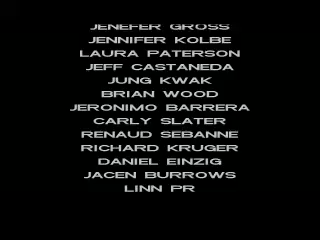 JENEFER GROSS
JENNIFER KOLBE
LAURA PATERSON
JEFF CASTANEDA
JUNG KWAK
BRIAN WOOD
JERONIMO BARRERA
CARLY SLATER
RENAUD SEBANNE
RICHARD KRUGER
DANIEL EINZIG
JACEN BURROWS
LINN PR